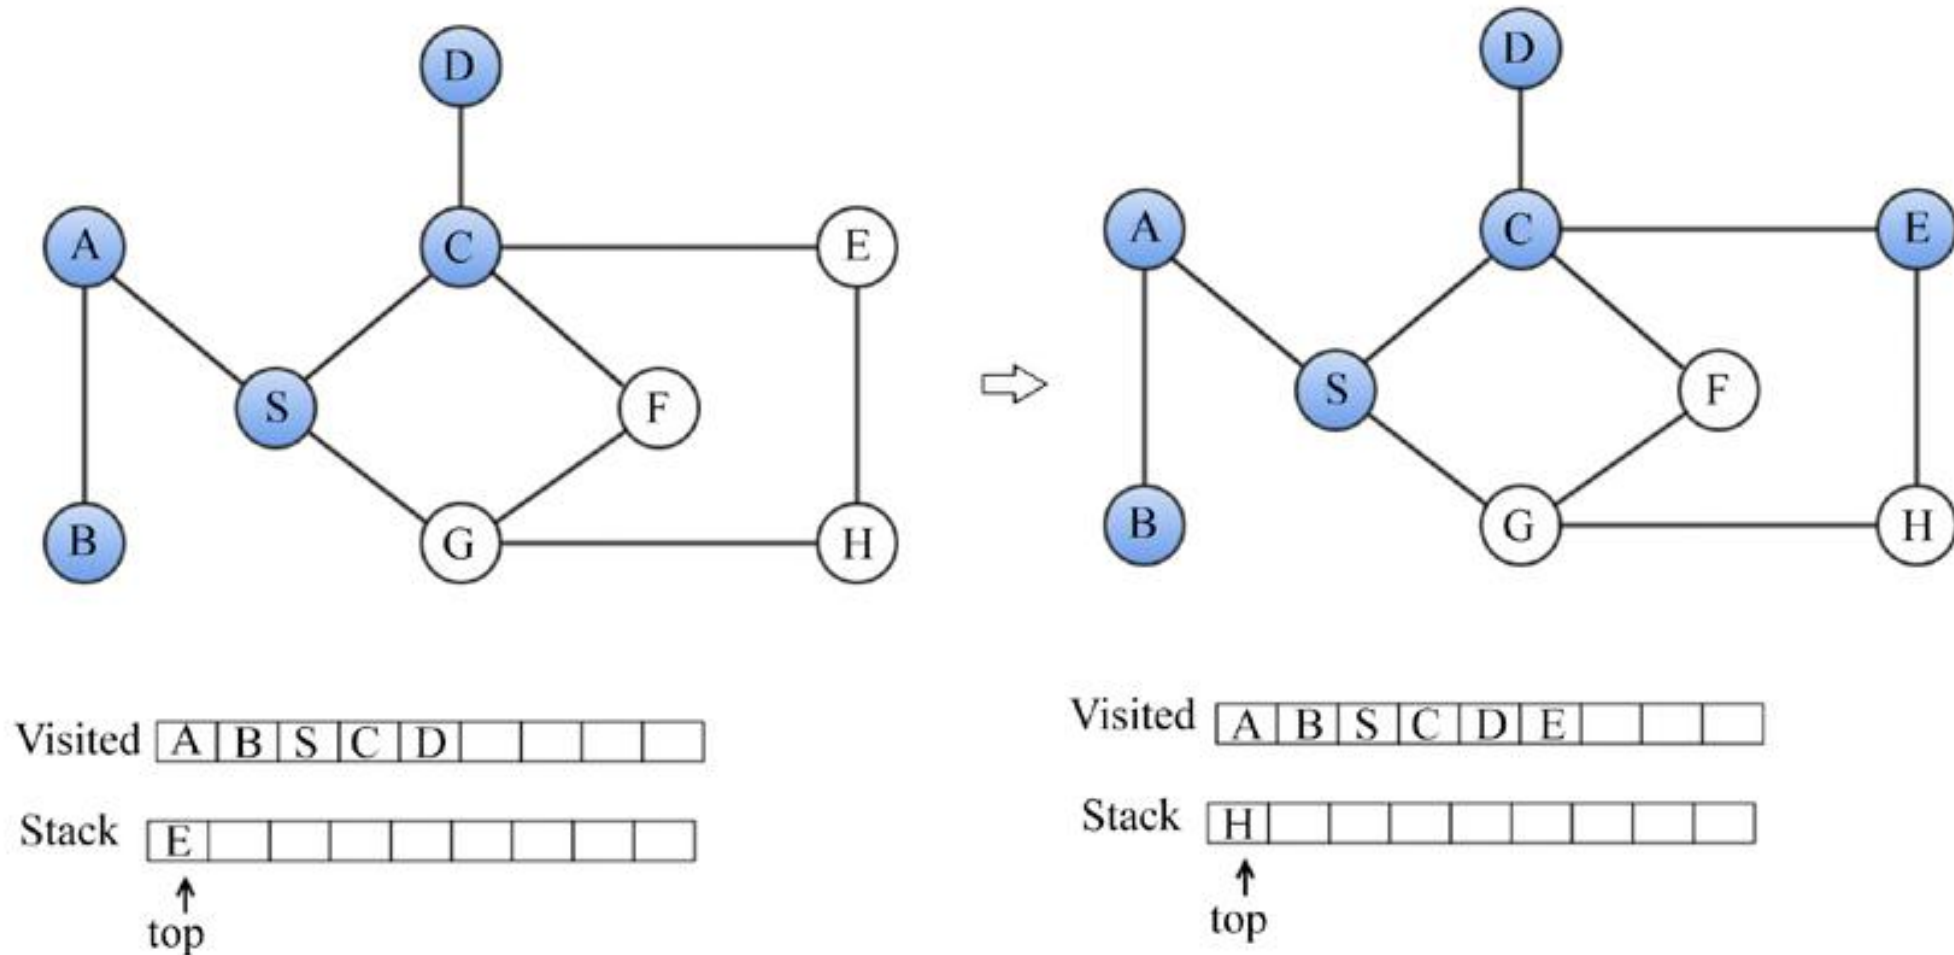 D
A
C
E
S
F
B
G
H
Visited A B S C D
Stack E
top
D
A
C
E
S
F
B
G
H
Visited A B S C D E
Stack H
top